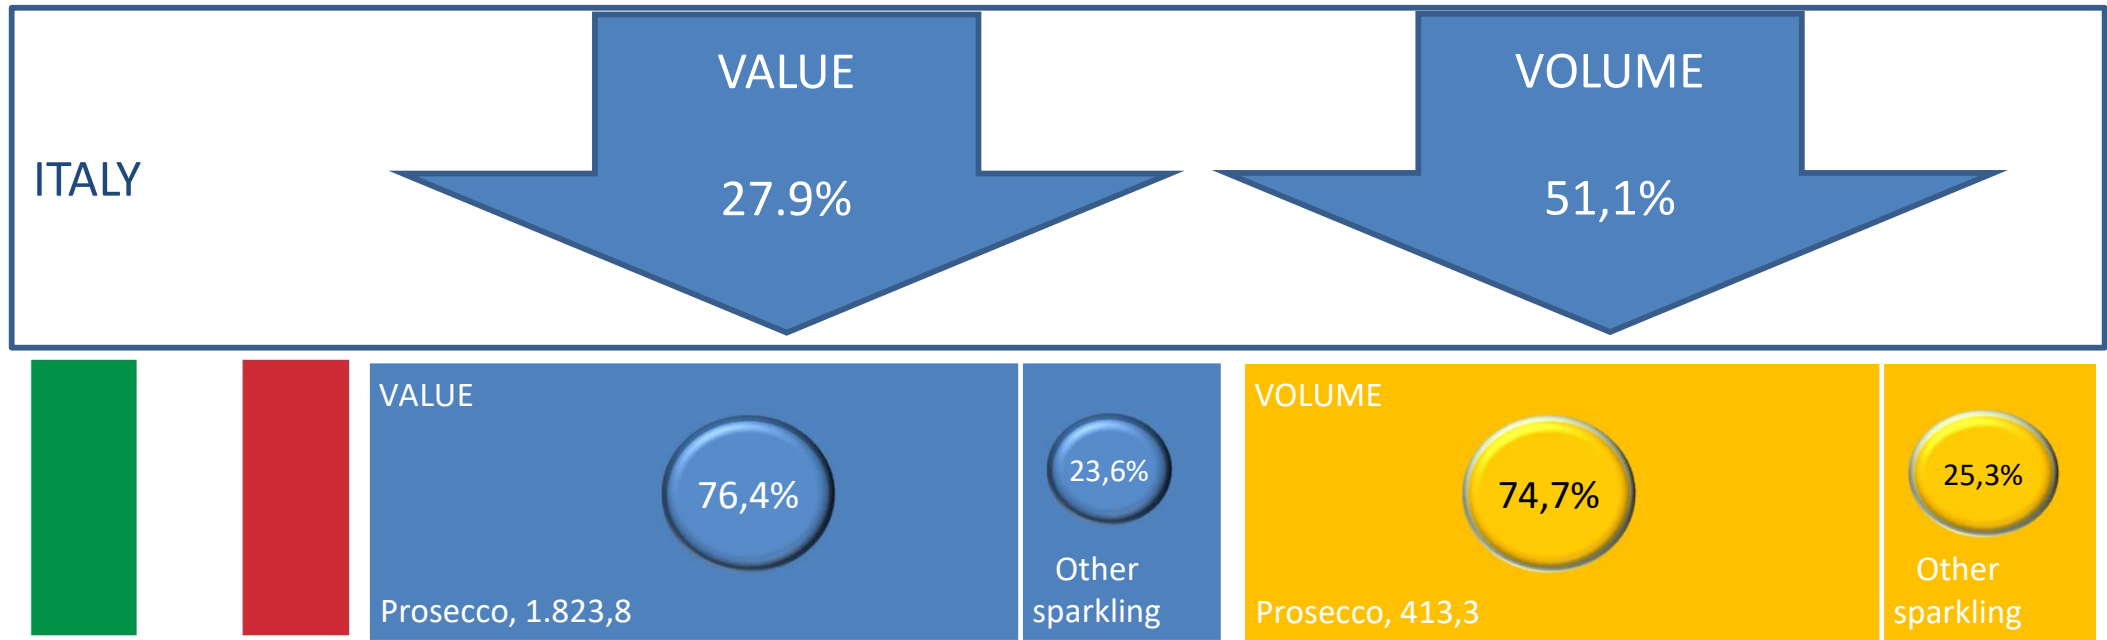 VALUE
VOLUME
ITALY
27.9%
51,1%
VALUE
76,4%
Prosecco, 1.823,8
23,6%
Other
sparkling
VOLUME
74,7%
Prosecco, 413,3
25,3%
Other
sparkling